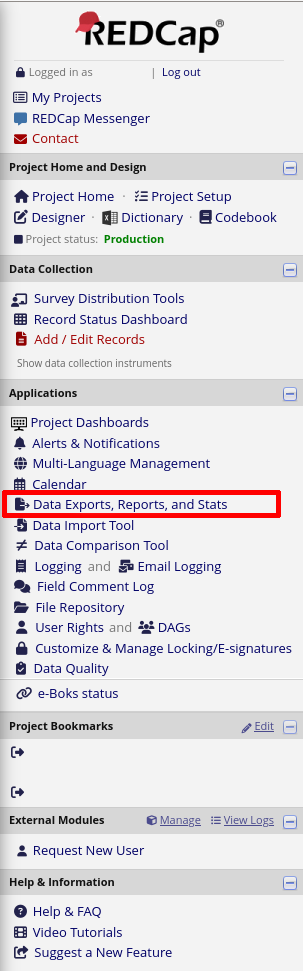 REDCap®
Logged in as | Log out
My Projects
REDCap Messenger
Contact
Project Home and Design
Project Home · Project Setup
Designer · Dictionary · Codebook
Project status: Production
Data Collection
Survey Distribution Tools
Record Status Dashboard
Add / Edit Records
Show data collection instruments
Applications
Project Dashboards
Alerts & Notifications
Multi-Language Management
Calendar
Data Exports, Reports, and Stats
Data Import Tool
Data Comparison Tool
Logging and Email Logging
Field Comment Log
File Repository
User Rights and DAGs
Customize & Manage Locking/E-signatures
Data Quality
e-Boks status
Project Bookmarks Edit
External Modules Manage View Logs
Request New User
Help & Information
Help & FAQ
Video Tutorials
Suggest a New Feature